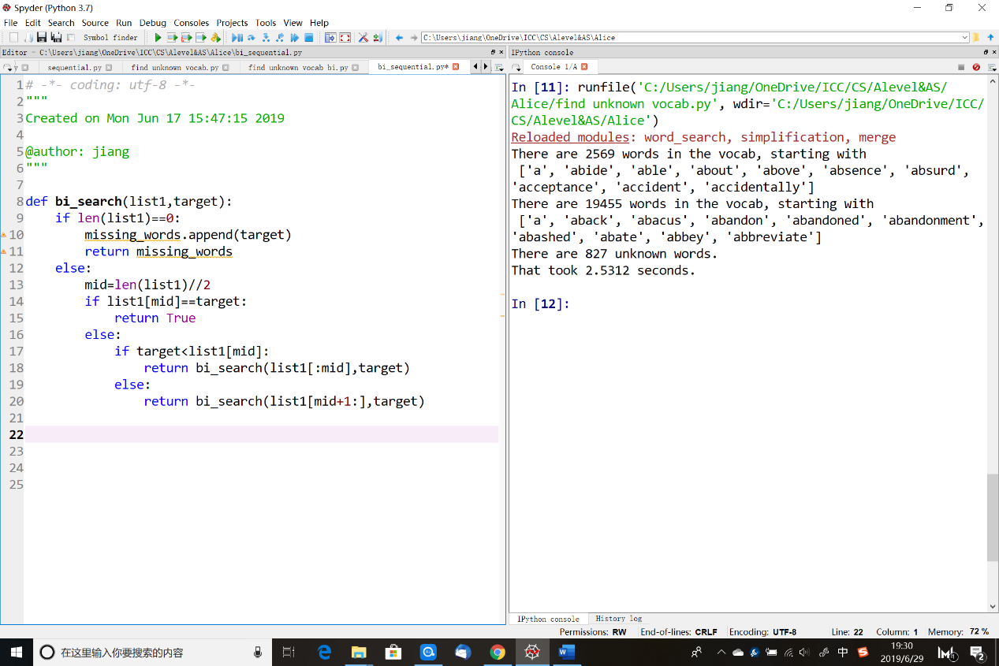 Spyder (Python 3.7)
File Edit Search Source Run Debug Consoles Projects Tools View Help
Symbol finder
C:\Users\jiang\OneDrive\ICC\CS\Alevel&AS\Alice
Editor - C:\Users\jiang\OneDrive\ICC\CS\Alevel&AS\Alice\bi_sequential.py
IPython console
y sequential.py find unknown vocab.py find unknown vocab bi.py bi_sequential.py*
Console 1/A
1 # -*- coding: utf-8 -*-
2 """
3 Created on Mon Jun 17 15:47:15 2019
4
5 @author: jiang
6 """
7
8 def bi_search(list1,target):
9     if len(list1)==0:
10         missing_words.append(target)
11         return missing_words
12     else:
13         mid=len(list1)//2
14         if list1[mid]==target:
15             return True
16         else:
17             if target<list1[mid]:
18                 return bi_search(list1[:mid],target)
19             else:
20                 return bi_search(list1[mid+1:],target)
21
22
23
24
25
In [11]: runfile('C:/Users/jiang/OneDrive/ICC/CS/Alevel&AS/
Alice/find unknown vocab.py', wdir='C:/Users/jiang/OneDrive/ICC/
CS/Alevel&AS/Alice')
Reloaded modules: word_search, simplification, merge
There are 2569 words in the vocab, starting with
['a', 'abide', 'able', 'about', 'above', 'absence', 'absurd',
'acceptance', 'accident', 'accidentally']
There are 19455 words in the vocab, starting with
['a', 'aback', 'abacus', 'abandon', 'abandoned', 'abandonment',
'abashed', 'abate', 'abbey', 'abbreviate']
There are 827 unknown words.
That took 2.5312 seconds.
In [12]:
IPython console History log
Permissions: RW End-of-lines: CRLF Encoding: UTF-8 Line: 22 Column: 1 Memory: 72 %
在这里输入你要搜索的内容
中
19:30
2019/6/29
2